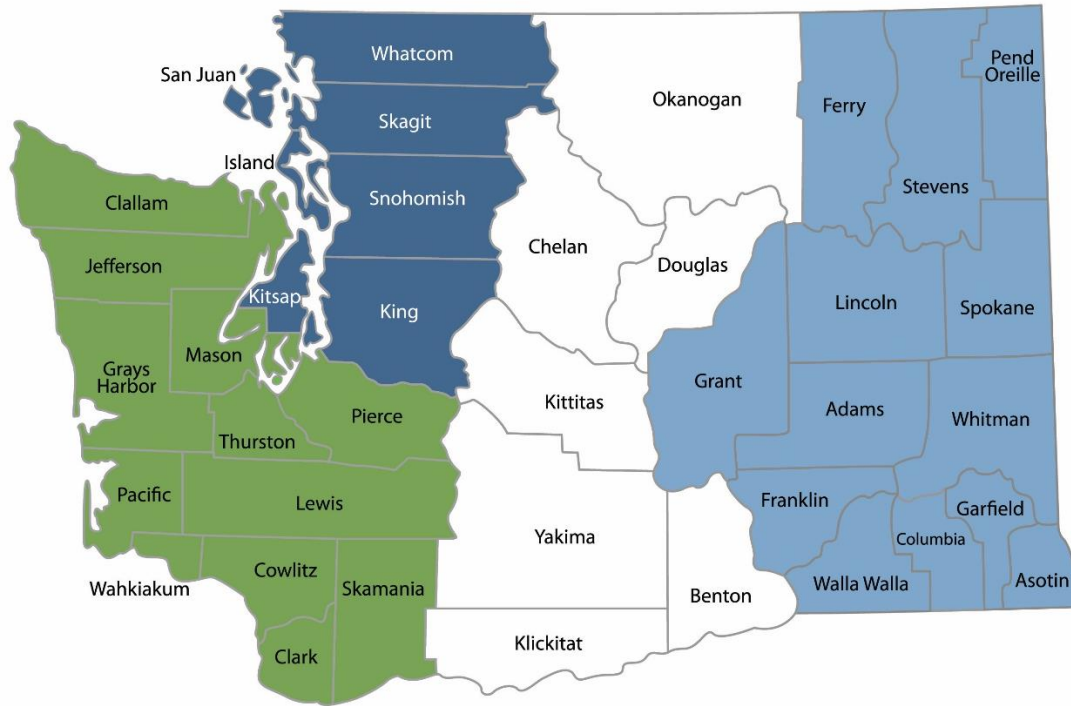 Whatcom
San Juan
Pend
Oreille
Okanogan
Ferry
Skagit
Island
Stevens
Clallam
Snohomish
Chelan
Jefferson
Douglas
Kitsap
King
Lincoln
Spokane
Mason
Grays
Harbor
Grant
Kittitas
Pierce
Adams
Whitman
Thurston
Pacific
Lewis
Franklin
Garfield
Yakima
Columbia
Wahkiakum
Cowlitz
Skamania
Walla Walla
Asotin
Benton
Klickitat
Clark